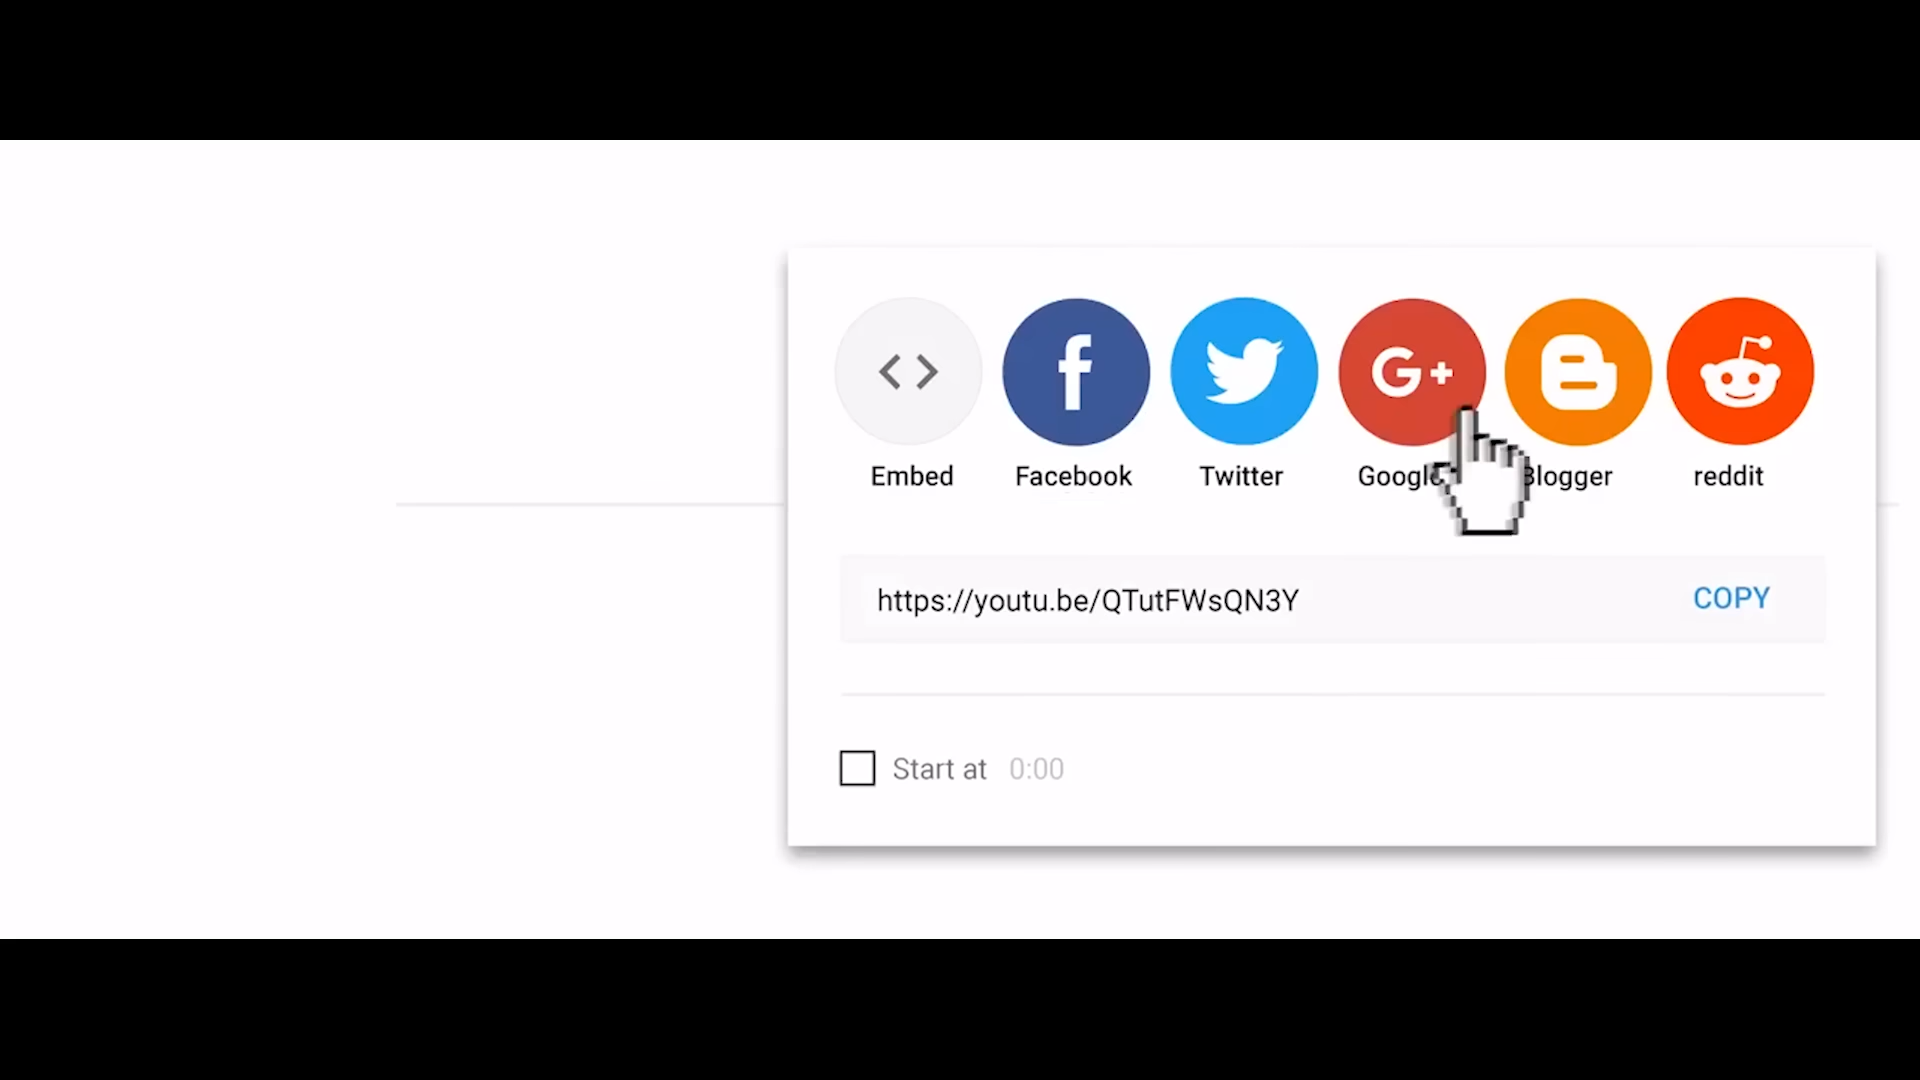 Embed Facebook Twitter Blogger reddit
https://youtu.be/QTutFWsQN3Y COPY
Start at 0:00